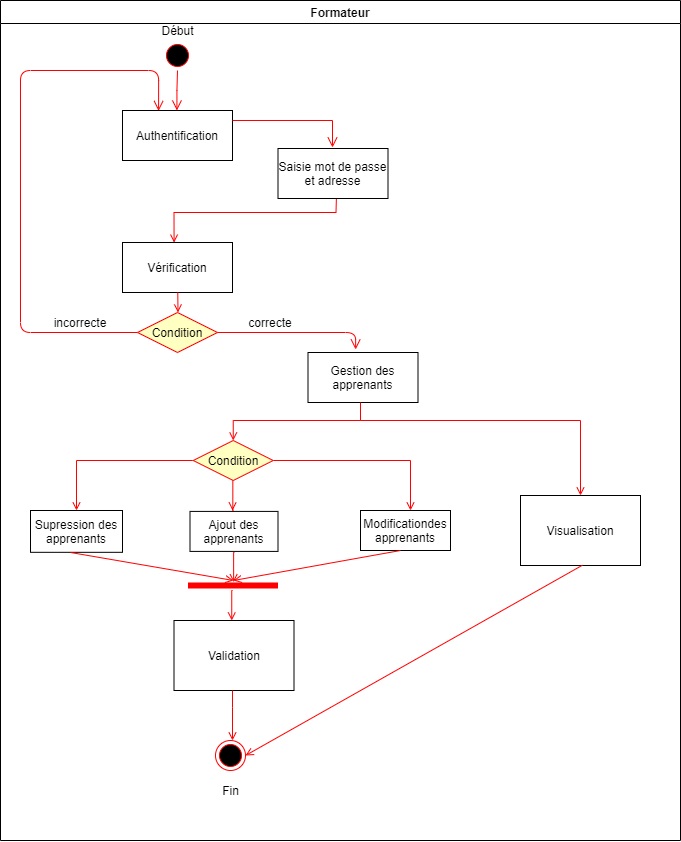 Formateur
Début
Authentification
Saisie mot de passe
et adresse
Vérification
incorrecte
Condition
correcte
Gestion des
apprenants
Condition
Supression des
apprenants
Ajout des
apprenants
Modificationdes
apprenants
Visualisation
Validation
Fin